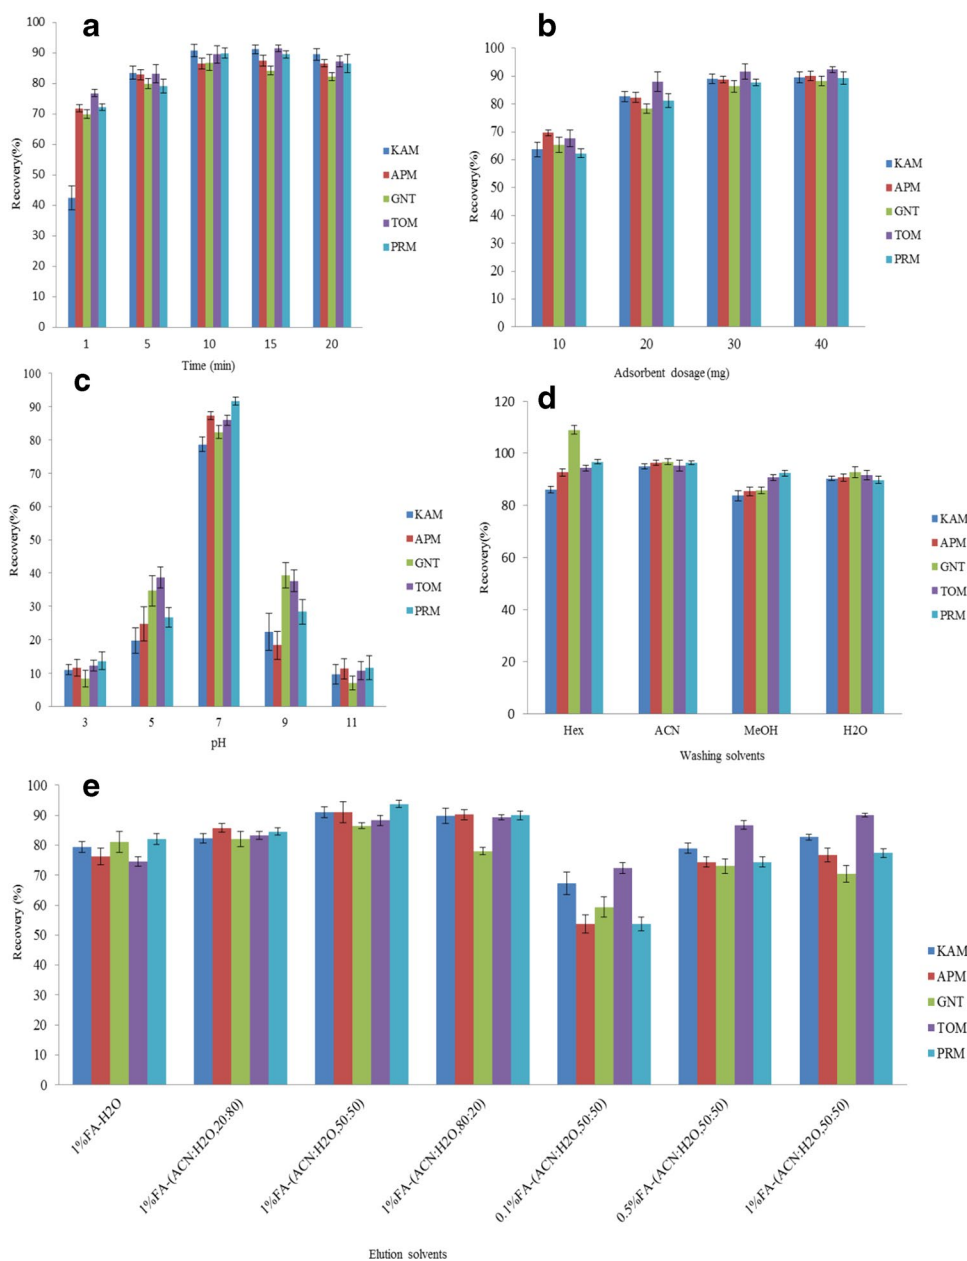 a
100
90
80
70
60
50
40
30
20
10
0
Recovery(%)
1 5 10 15 20
Time (min)
KAM
APM
GNT
TOM
PRM
b
100
90
80
70
60
50
40
30
20
10
0
Recovery(%)
10 20 30 40
Adsorbent dosage(mg)
KAM
APM
GNT
TOM
PRM
c
100
90
80
70
60
50
40
30
20
10
0
Recovery(%)
3 5 7 9 11
pH
KAM
APM
GNT
TOM
PRM
d
120
100
80
60
40
20
0
Recovery(%)
Hex ACN MeOH H2O
Washing solvents
KAM
APM
GNT
TOM
PRM
e
100
90
80
70
60
50
40
30
20
10
0
Recovery (%)
1%FA-H2O
1%FA-(ACN:H2O,20:80)
1%FA-(ACN:H2O,50:50)
1%FA-(ACN:H2O,80:20)
0.1%FA-(ACN:H2O,50:50)
0.5%FA-(ACN:H2O,50:50)
1%FA-(ACN:H2O,50:50)
Elution solvents
KAM
APM
GNT
TOM
PRM